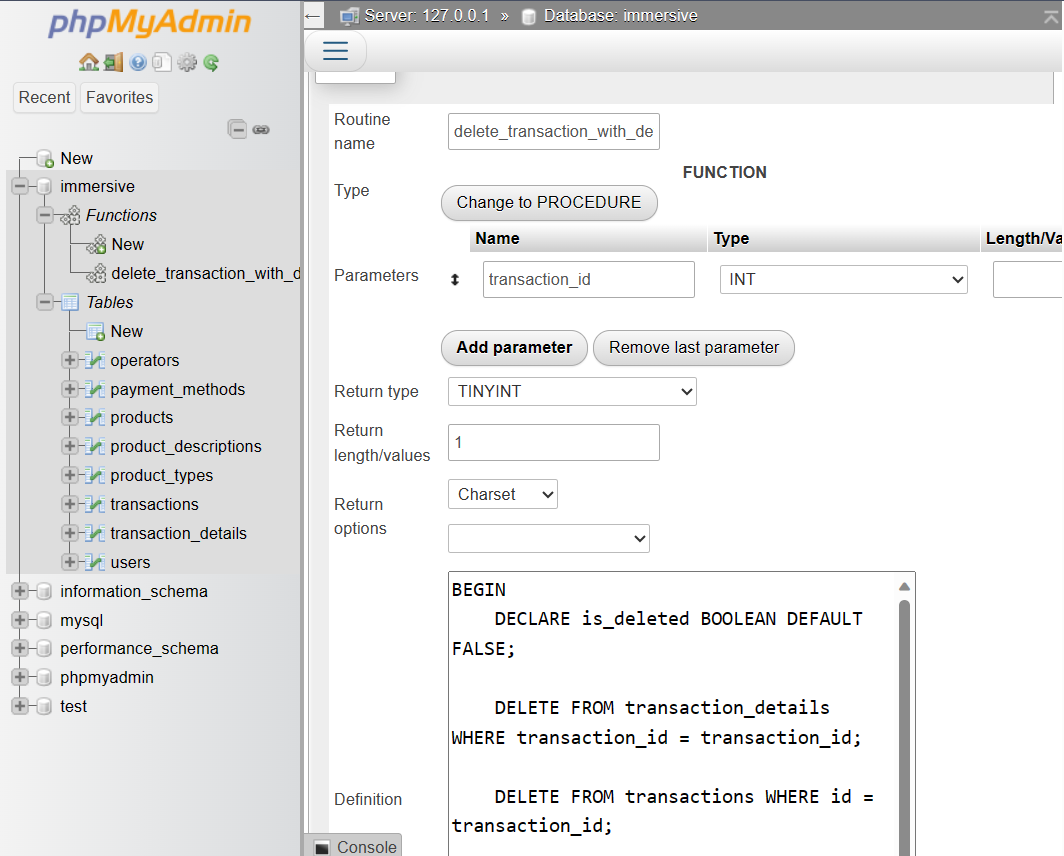 phpMyAdmin
Recent
Favorites
New
immersive
Functions
New
delete_transaction_with_d
Tables
New
operators
payment_methods
products
product_descriptions
product_types
transactions
transaction_details
users
information_schema
mysql
performance_schema
phpmyadmin
test
Server: 127.0.0.1 » Database: immersive
Routine
name
delete_transaction_with_de
Type
FUNCTION
Change to PROCEDURE
Name Type Length/Va
Parameters
transaction_id INT
Add parameter Remove last parameter
Return type TINYINT
Return
length/values
1
Return
options
Charset
Definition
BEGIN
DECLARE is_deleted BOOLEAN DEFAULT
FALSE;
DELETE FROM transaction_details
WHERE transaction_id = transaction_id;
DELETE FROM transactions WHERE id =
transaction_id;
Console